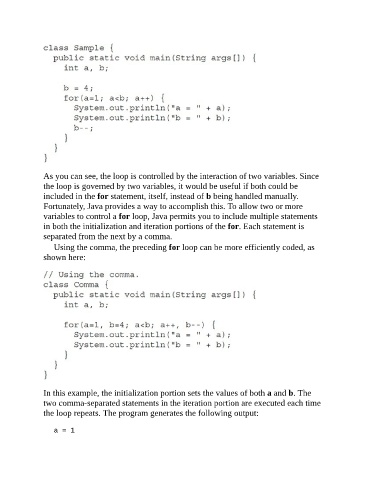 class Sample {
public static void main(String args[]) {
int a, b;
b = 4;
for(a=1; a<b; a++) {
System.out.println("a = " + a);
System.out.println("b = " + b);
b--;
}
}
}
As you can see, the loop is controlled by the interaction of two variables. Since
the loop is governed by two variables, it would be useful if both could be
included in the for statement, itself, instead of b being handled manually.
Fortunately, Java provides a way to accomplish this. To allow two or more
variables to control a for loop, Java permits you to include multiple statements
in both the initialization and iteration portions of the for. Each statement is
separated from the next by a comma.
Using the comma, the preceding for loop can be more efficiently coded, as
shown here:
// Using the comma.
class Comma {
public static void main(String args[]) {
int a, b;
for(a=1, b=4; a<b; a++, b--) {
System.out.println("a = " + a);
System.out.println("b = " + b);
}
}
}
In this example, the initialization portion sets the values of both a and b. The
two comma-separated statements in the iteration portion are executed each time
the loop repeats. The program generates the following output:
a = 1